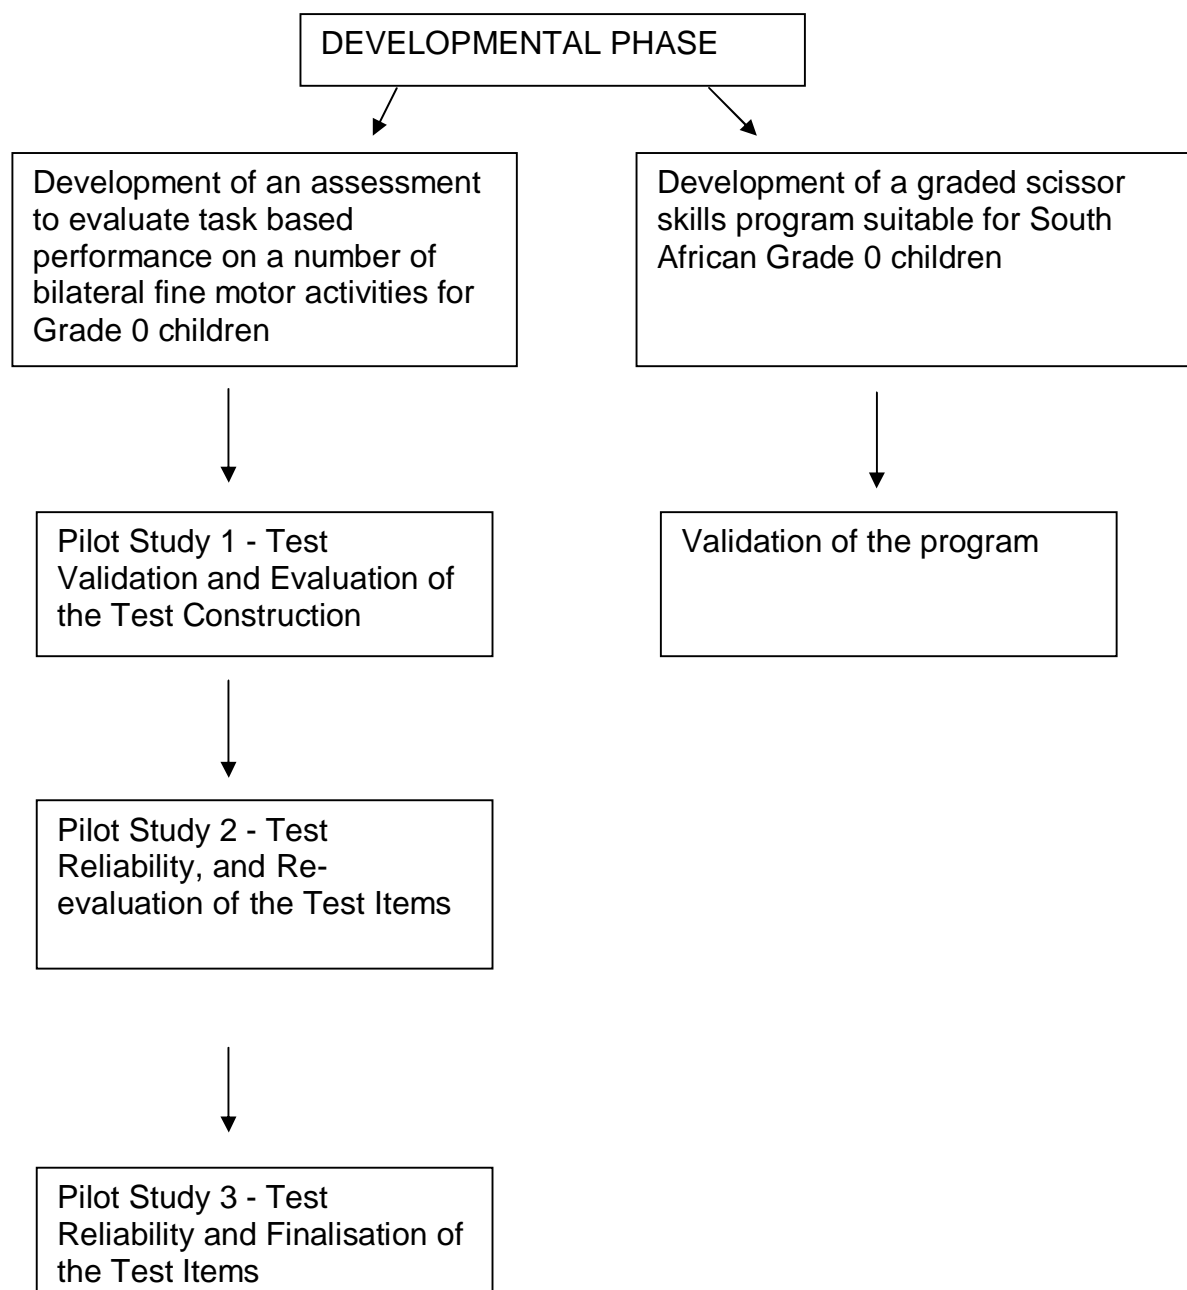 DEVELOPMENTAL PHASE
Development of an assessment
to evaluate task based
performance on a number of
bilateral fine motor activities for
Grade 0 children
Development of a graded scissor
skills program suitable for South
African Grade 0 children
Pilot Study 1 - Test
Validation and Evaluation of
the Test Construction
Validation of the program
Pilot Study 2 - Test
Reliability, and Re-
evaluation of the Test Items
Pilot Study 3 - Test
Reliability and Finalisation of
the Test Items